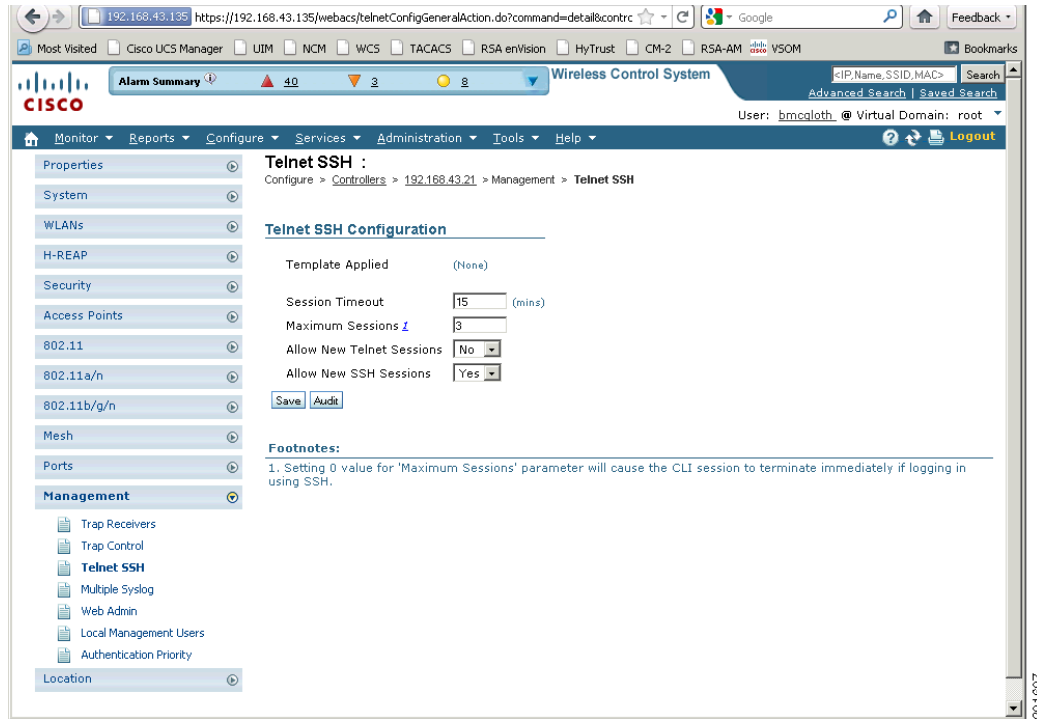 192.168.43.135 https://192.168.43.135/webacs/telnetConfigGeneralAction.do?command=detail&contrc
Google
Feedback
Most Visited Cisco UCS Manager UIM NCM WCS TACACS RSA enVision HyTrust CM-2 RSA-AM VSOM Bookmarks
CISCO
Alarm Summary 40 3 8
Wireless Control System
<IP,Name,SSID,MAC> Search
Advanced Search | Saved Search
User: bmcgloth @ Virtual Domain: root
Monitor Reports Configure Services Administration Tools Help Logout
Properties
System
WLANs
H-REAP
Security
Access Points
802.11
802.11a/n
802.11b/g/n
Mesh
Ports
Management
Trap Receivers
Trap Control
Telnet SSH
Multiple Syslog
Web Admin
Local Management Users
Authentication Priority
Location
Telnet SSH :
Configure > Controllers > 192.168.43.21 > Management > Telnet SSH
Telnet SSH Configuration
Template Applied (None)
Session Timeout 15 (mins)
Maximum Sessions 1 3
Allow New Telnet Sessions No
Allow New SSH Sessions Yes
Save Audit
Footnotes:
1. Setting 0 value for 'Maximum Sessions' parameter will cause the CLI session to terminate immediately if logging in
using SSH.